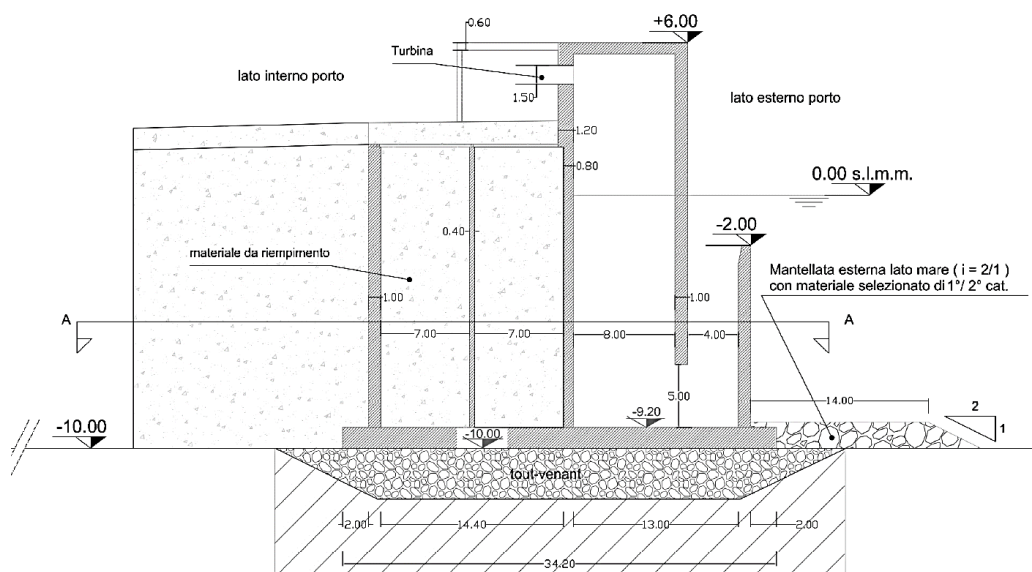 0.60
+6.00
Turbina
lato interno porto
1.50
lato esterno porto
1.20
0.80
0.00 s.l.m.m.
-2.00
0.40
materiale da riempimento
Mantellata esterna lato mare ( i = 2/1 )
con materiale selezionato di 1°/ 2° cat.
1.00
1.00
A
A
7.00
7.00
8.00
4.00
5.00
14.00
2
1
-9.20
-10.00
-10.00
tout-venant
2.00
14.40
13.00
2.00
34.20